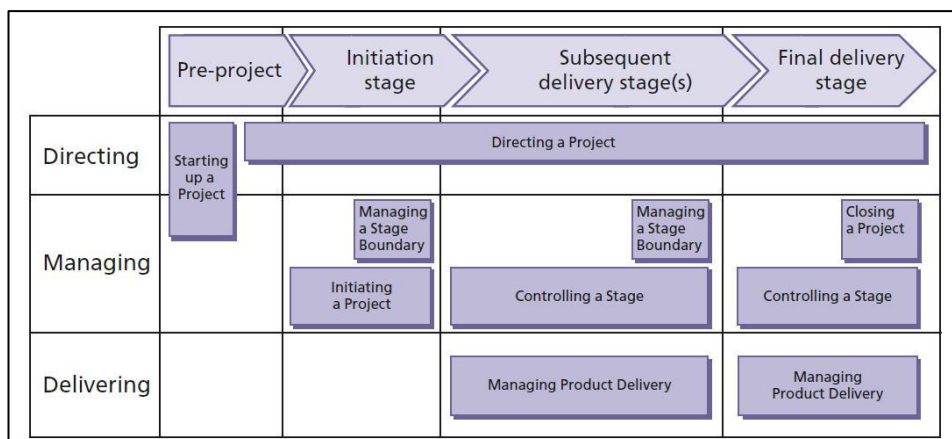 Pre-project
Initiation
stage
Subsequent
delivery stage(s)
Final delivery
stage
Directing
Starting
up a
Project
Directing a Project
Managing
Managing
a Stage
Boundary
Managing
a Stage
Boundary
Closing
a Project
Initiating
a Project
Controlling a Stage
Controlling a Stage
Delivering
Managing Product Delivery
Managing
Product Delivery